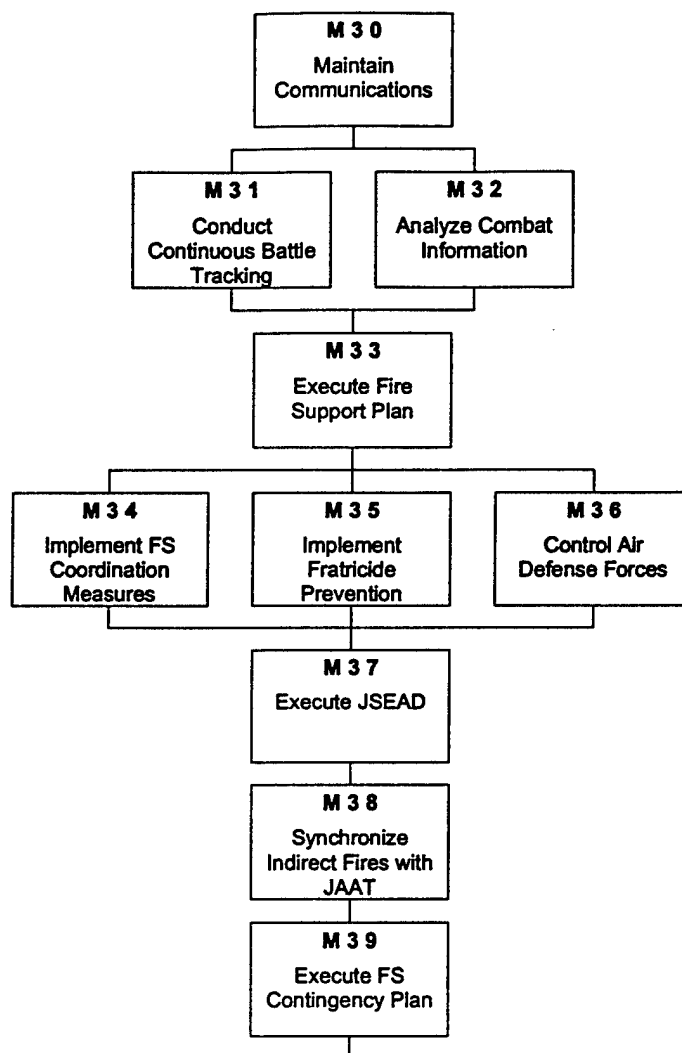 M 3 0
Maintain
Communications
M 3 1
Conduct
Continuous Battle
Tracking
M 3 2
Analyze Combat
Information
M 3 3
Execute Fire
Support Plan
M 3 4
Implement FS
Coordination
Measures
M 3 5
Implement
Fratricide
Prevention
M 3 6
Control Air
Defense Forces
M 3 7
Execute JSEAD
M 3 8
Synchronize
Indirect Fires with
JAAT
M 3 9
Execute FS
Contingency Plan